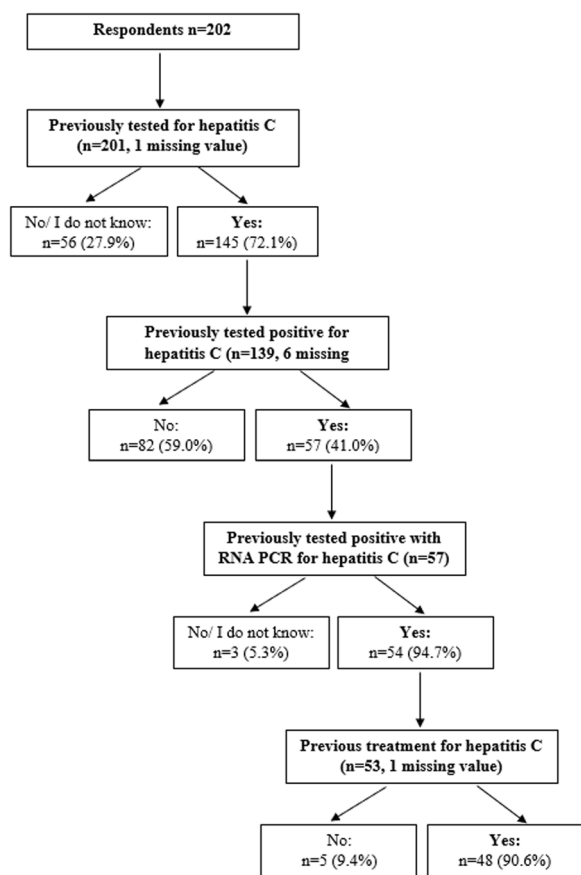 Respondents n=202
Previously tested for hepatitis C
(n=201, 1 missing value)
No/ I do not know:
n=56 (27.9%)
Yes:
n=145 (72.1%)
Previously tested positive for
hepatitis C (n=139, 6 missing
No:
n=82 (59.0%)
Yes:
n=57 (41.0%)
Previously tested positive with
RNA PCR for hepatitis C (n=57)
No/ I do not know:
n=3 (5.3%)
Yes:
n=54 (94.7%)
Previous treatment for hepatitis C
(n=53, 1 missing value)
No:
n=5 (9.4%)
Yes:
n=48 (90.6%)